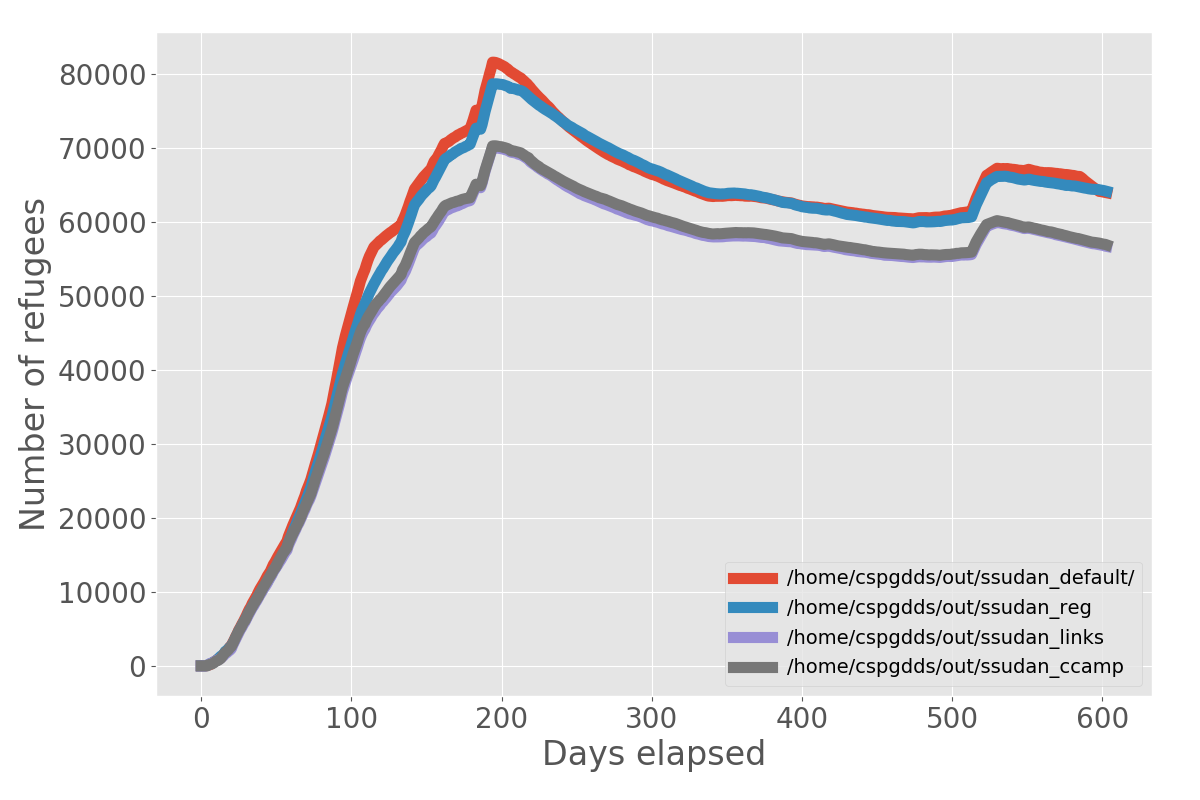 80000
70000
60000
50000
40000
30000
20000
10000
0
Number of refugees
/home/cspgdds/out/ssudan_default/
/home/cspgdds/out/ssudan_reg
/home/cspgdds/out/ssudan_links
/home/cspgdds/out/ssudan_ccamp
0 100 200 300 400 500 600
Days elapsed